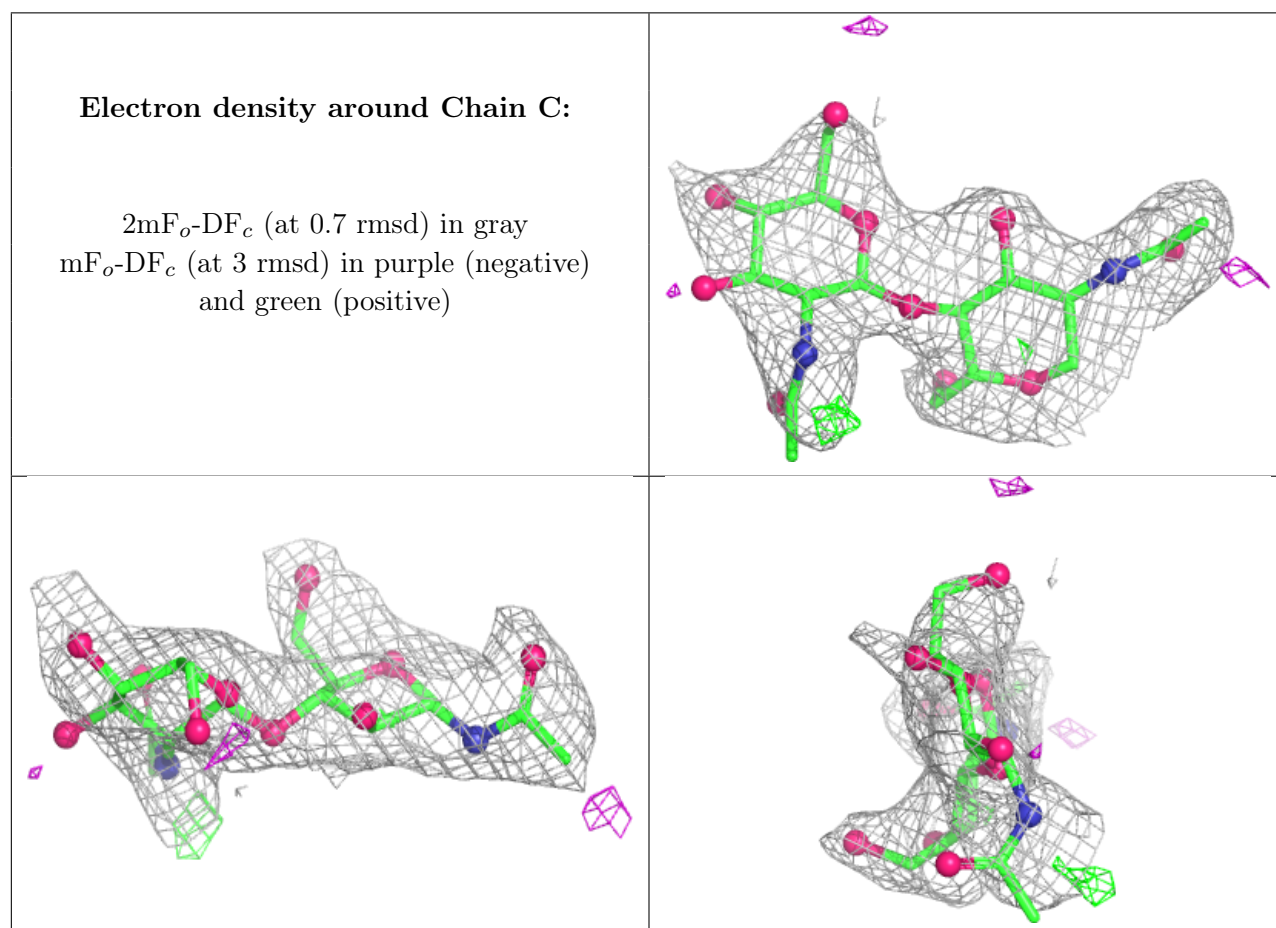 Electron density around Chain C:
2mFo-DFc (at 0.7 rmsd) in gray
mFo-DFc (at 3 rmsd) in purple (negative)
and green (positive)